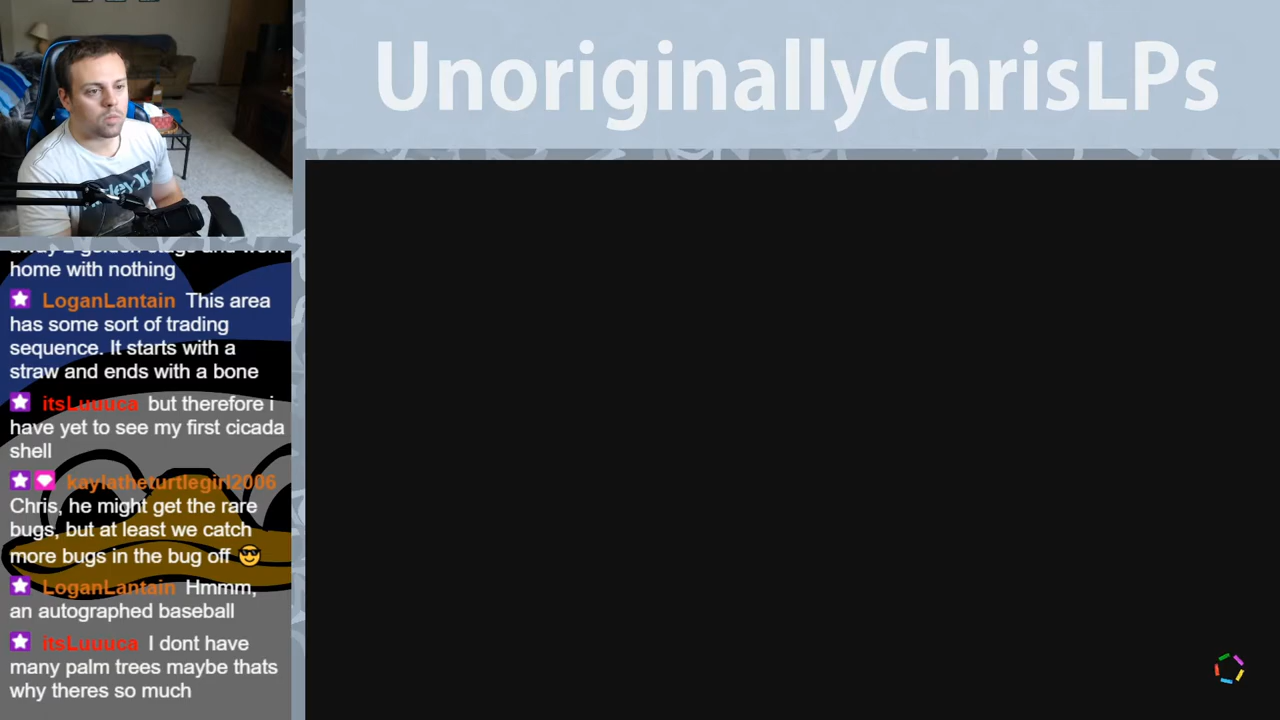 UnoriginallyChrisLPs
home with nothing
LoganLantain This area
has some sort of trading
sequence. It starts with a
straw and ends with a bone
itsLuuuca but therefore i
have yet to see my first cicada
shell
kaylatheturtlegirl2006
Chris, he might get the rare
bugs, but at least we catch
more bugs in the bug off 😎
LoganLantain Hmmm,
an autographed baseball
itsLuuuca I dont have
many palm trees maybe thats
why theres so much